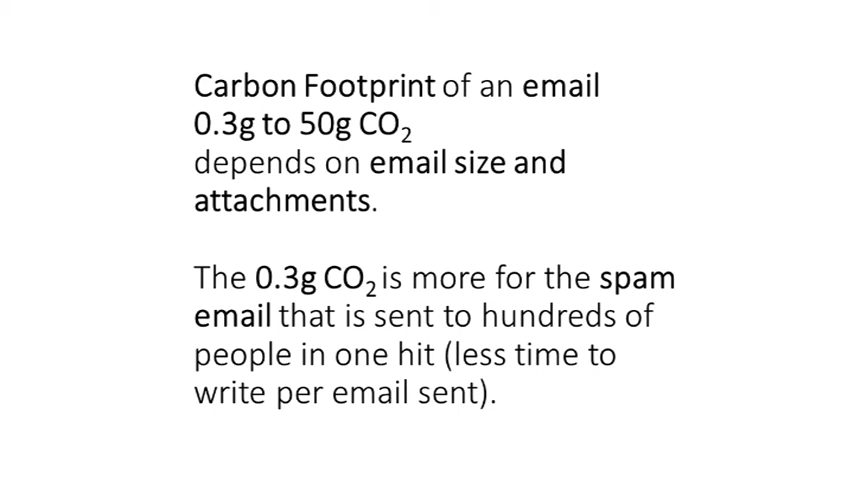 Carbon Footprint of an email
0.3g to 50g CO₂
depends on email size and
attachments.
The 0.3g CO₂ is more for the spam
email that is sent to hundreds of
people in one hit (less time to
write per email sent).